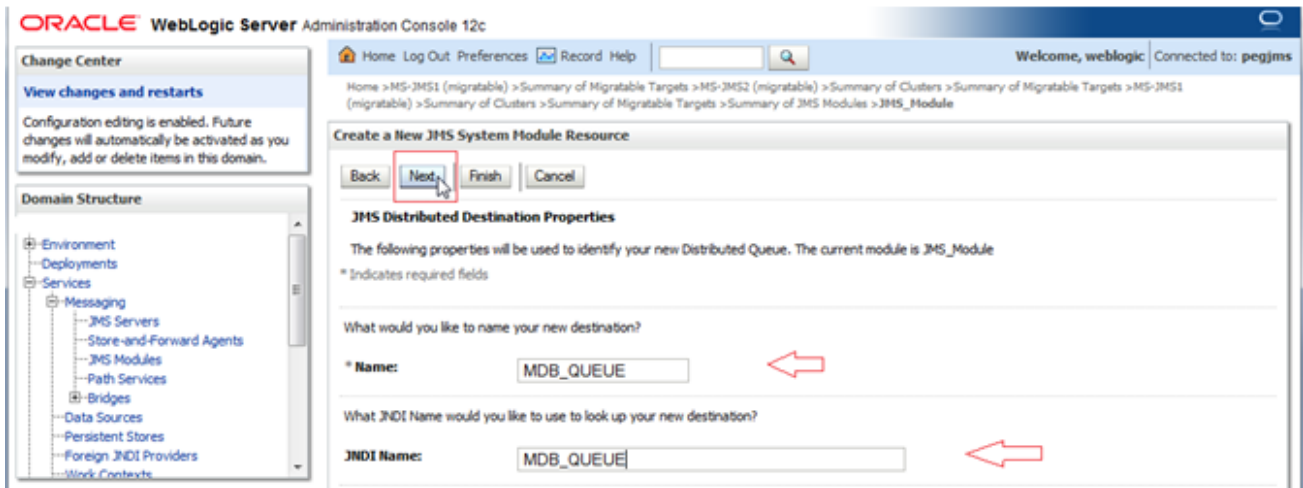 ORACLE WebLogic Server Administration Console 12c
Change Center
View changes and restarts
Configuration editing is enabled. Future
changes will automatically be activated as you
modify, add or delete items in this domain.
Domain Structure
Environment
Deployments
Services
Messaging
JMS Servers
Store-and-Forward Agents
JMS Modules
Path Services
Bridges
Data Sources
Persistent Stores
Foreign JNDI Providers
Work Contexts
Home Log Out Preferences Record Help
Welcome, weblogic Connected to: pegjms
Home >MS-JMS1 (migratable) >Summary of Migratable Targets >MS-JMS2 (migratable) >Summary of Clusters >Summary of Migratable Targets >MS-JMS1
(migratable) >Summary of Clusters >Summary of Migratable Targets >Summary of JMS Modules >JMS_Module
Create a New JMS System Module Resource
Back Next Finish Cancel
JMS Distributed Destination Properties
The following properties will be used to identify your new Distributed Queue. The current module is JMS_Module
* Indicates required fields
What would you like to name your new destination?
* Name: MDB_QUEUE
What JNDI Name would you like to use to look up your new destination?
JNDI Name: MDB_QUEUE